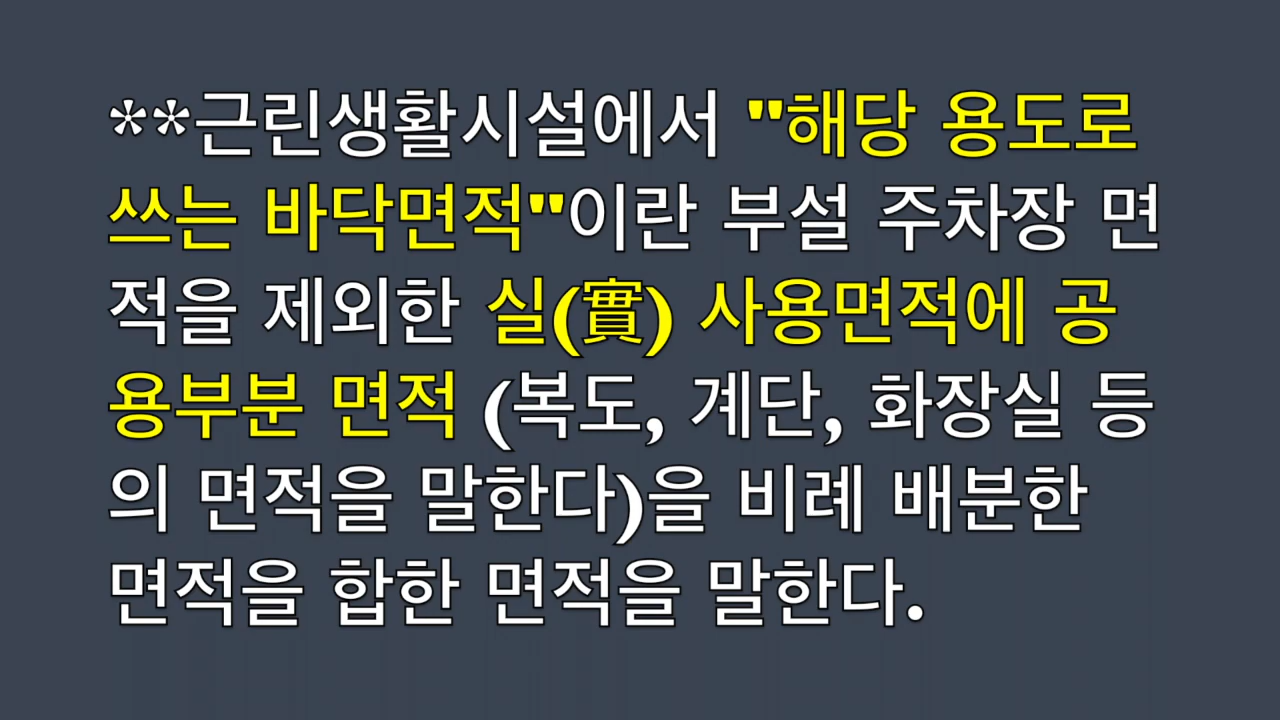 **근린생활시설에서 "해당 용도로
쓰는 바닥면적"이란 부설 주차장 면
적을 제외한 실(實) 사용면적에 공
용부분 면적 (복도, 계단, 화장실 등
의 면적을 말한다)을 비례 배분한
면적을 합한 면적을 말한다.